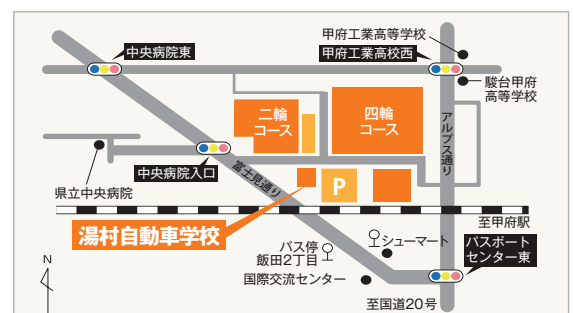 甲府工業高等学校
中央病院東
甲府工業高校西
駿台甲府
高等学校
二輪
コース
四輪
コース
アルプス通り
中央病院入口
富士見通り
県立中央病院
P
至甲府駅
湯村自動車学校
シューマート
パスポート
センター東
バス停
飯田2丁目
N
国際交流センター
至国道20号